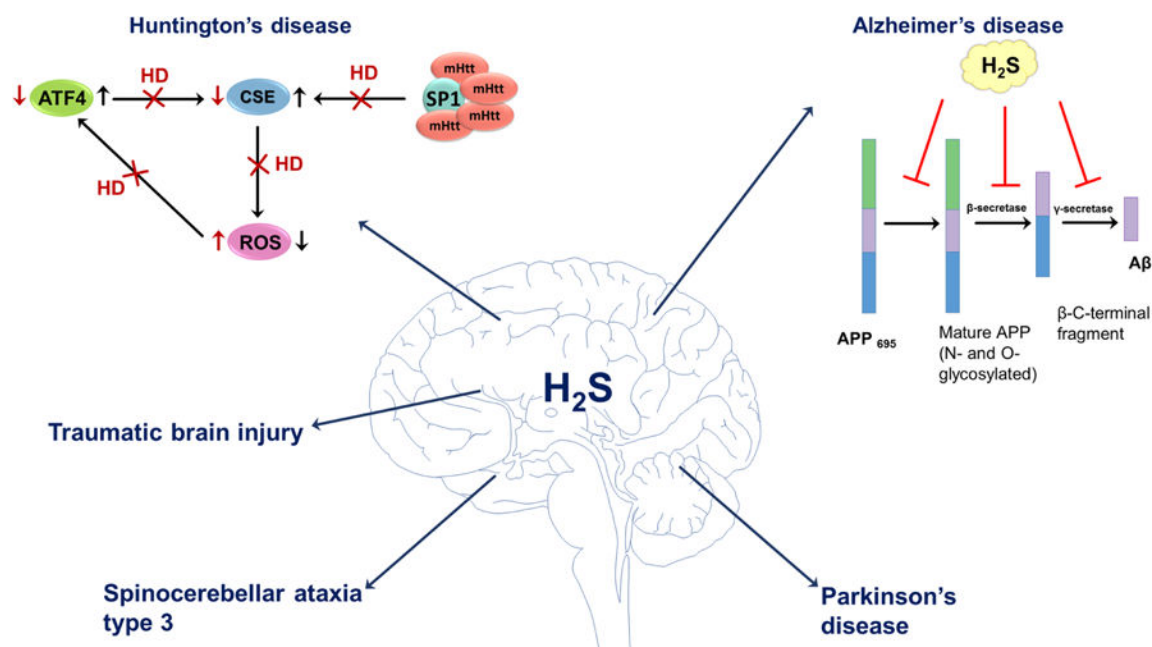 Huntington's disease
HD
HD
mHtt
ATF4
CSE
SP1
mHtt
mHtt
mHtt
HD
HD
ROS
Alzheimer's disease
H₂S
β-secretase
γ-secretase
Aβ
APP ₆₉₅
Mature APP
(N- and O-
glycosylated)
β-C-terminal
fragment
H₂S
Traumatic brain injury
Spinocerebellar ataxia
type 3
Parkinson's
disease